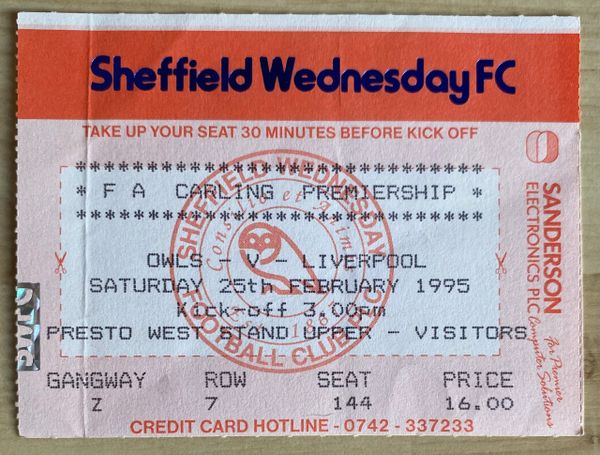 Sheffield Wednesday FC
TAKE UP YOUR SEAT 30 MINUTES BEFORE KICK OFF
* F A CARLING PREMIERSHIP *
OWLS - V - LIVERPOOL
SATURDAY 25th FEBRUARY 1995
Kick-off 3.00pm
PRESTO WEST STAND UPPER - VISITORS
GANGWAY ROW SEAT PRICE
Z 7 144 16.00
CREDIT CARD HOTLINE - 0742 - 337233
SHEFFIELD WEDNESDAY
FOOTBALL CLUB PLC
SANDERSON
ELECTRONICS PLC
for Premier
Computer Solutions